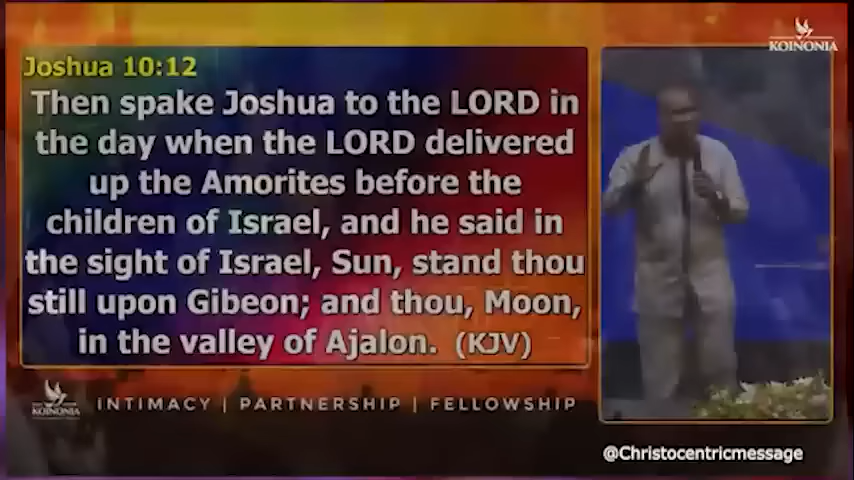 KOINONIA
Joshua 10:12
Then spake Joshua to the LORD in
the day when the LORD delivered
up the Amorites before the
children of Israel, and he said in
the sight of Israel, Sun, stand thou
still upon Gibeon; and thou, Moon,
in the valley of Ajalon. (KJV)
KOINONIA
INTIMACY | PARTNERSHIP | FELLOWSHIP
@Christocentricmessage